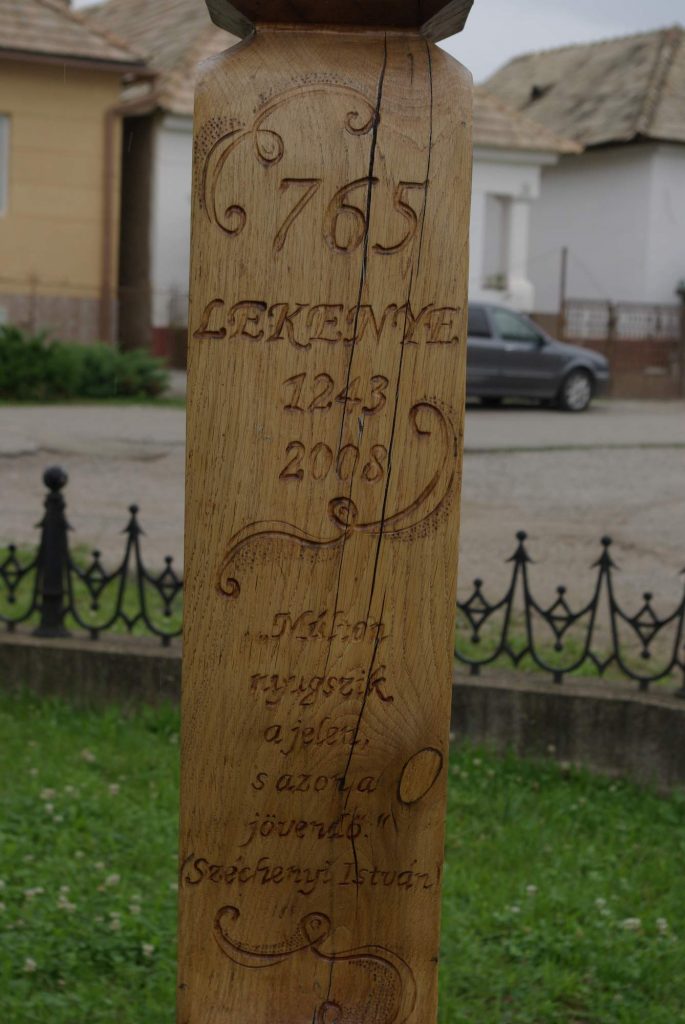 765
LEKENYE
1243
2008
„Múlton
nyugszik
a jelen,
s azon a
jövendő."
(Széchenyi István)